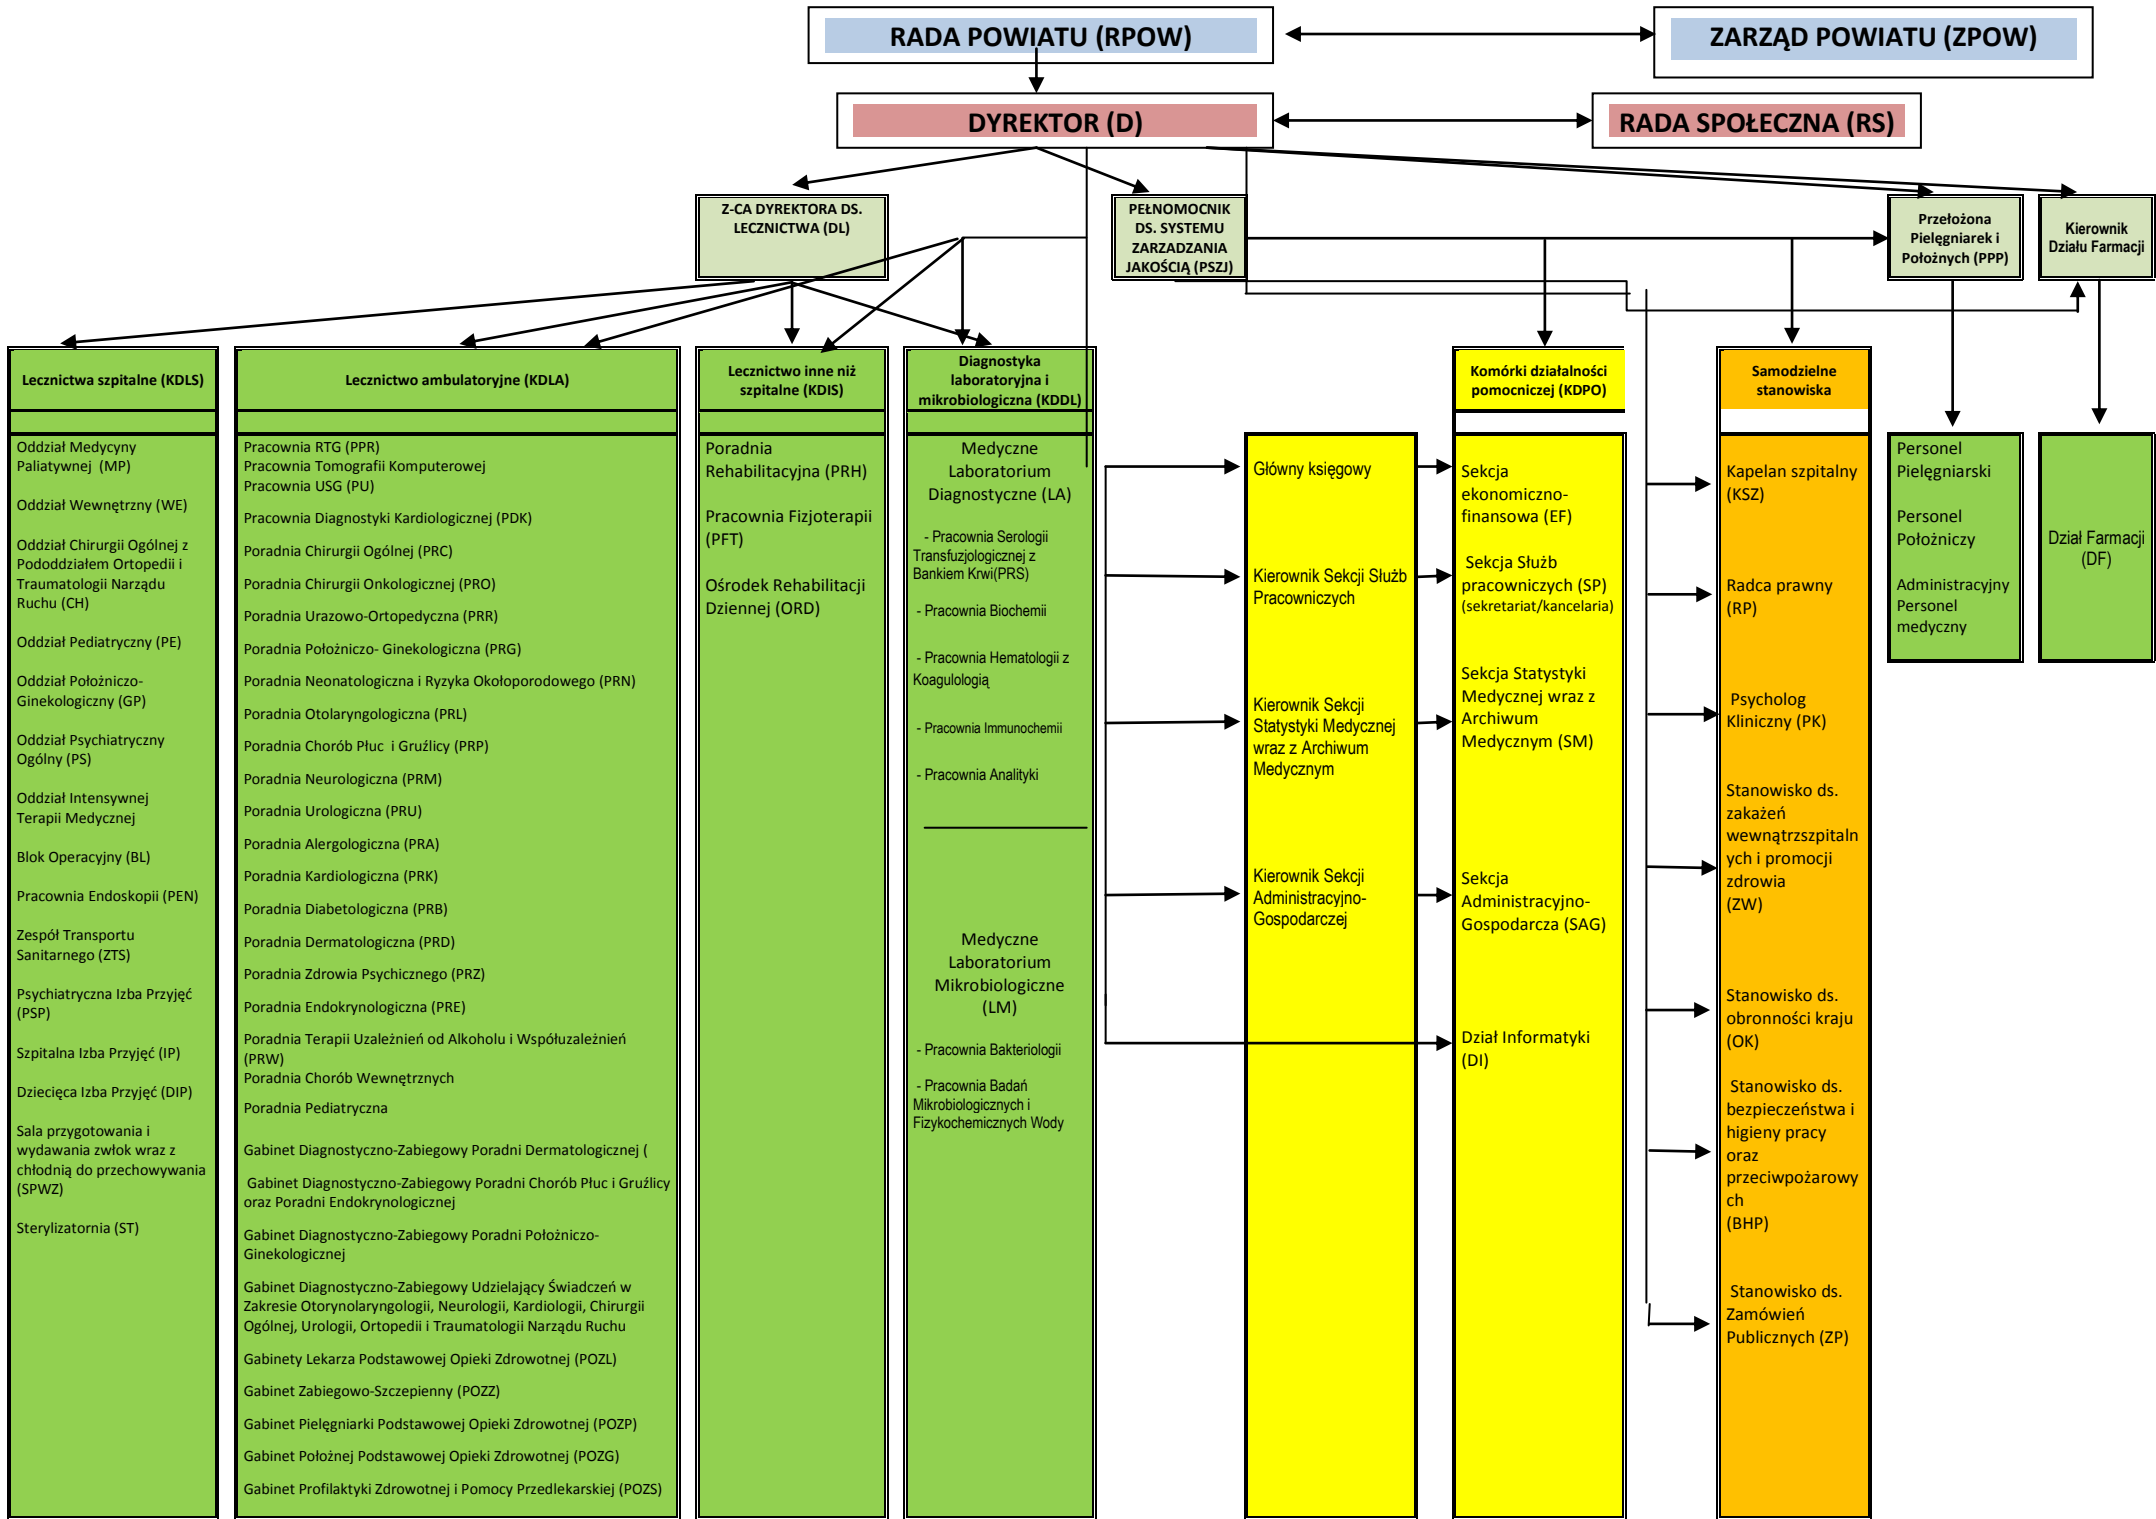 RADA POWIATU (RPOW)
ZARZĄD POWIATU (ZPOW)
DYREKTOR (D)
RADA SPOŁECZNA (RS)
Z-CA DYREKTORA DS.
LECZNICTWA (DL)
PEŁNOMOCNIK
DS. SYSTEMU
ZARZADZANIA
JAKOŚCIĄ (PSZJ)
Przełożona
Pielęgniarek i
Położnych (PPP)
Kierownik
Działu Farmacji
Lecznictwa szpitalne (KDLS)
Oddział Medycyny
Paliatywnej  (MP)
Oddział Wewnętrzny (WE)
Oddział Chirurgii Ogólnej z
Pododdziałem Ortopedii i
Traumatologii Narządu
Ruchu (CH)
Oddział Pediatryczny (PE)
Oddział Położniczo-
Ginekologiczny (GP)
Oddział Psychiatryczny
Ogólny (PS)
Oddział Intensywnej
Terapii Medycznej
Blok Operacyjny (BL)
Pracownia Endoskopii (PEN)
Zespół Transportu
Sanitarnego (ZTS)
Psychiatryczna Izba Przyjęć
(PSP)
Szpitalna Izba Przyjęć (IP)
Dziecięca Izba Przyjęć (DIP)
Sala przygotowania i
wydawania zwłok wraz z
chłodnią do przechowywania
(SPWZ)
Sterylizatornia (ST)
Lecznictwo ambulatoryjne (KDLA)
Pracownia RTG (PPR)
Pracownia Tomografii Komputerowej
Pracownia USG (PU)
Pracownia Diagnostyki Kardiologicznej (PDK)
Poradnia Chirurgii Ogólnej (PRC)
Poradnia Chirurgii Onkologicznej (PRO)
Poradnia Urazowo-Ortopedyczna (PRR)
Poradnia Położniczo- Ginekologiczna (PRG)
Poradnia Neonatologiczna i Ryzyka Okołoporodowego (PRN)
Poradnia Otolaryngologiczna (PRL)
Poradnia Chorób Płuc  i Gruźlicy (PRP)
Poradnia Neurologiczna (PRM)
Poradnia Urologiczna (PRU)
Poradnia Alergologiczna (PRA)
Poradnia Kardiologiczna (PRK)
Poradnia Diabetologiczna (PRB)
Poradnia Dermatologiczna (PRD)
Poradnia Zdrowia Psychicznego (PRZ)
Poradnia Endokrynologiczna (PRE)
Poradnia Terapii Uzależnień od Alkoholu i Współuzależnień
(PRW)
Poradnia Chorób Wewnętrznych
Poradnia Pediatryczna
Gabinet Diagnostyczno-Zabiegowy Poradni Dermatologicznej (
Gabinet Diagnostyczno-Zabiegowy Poradni Chorób Płuc i Gruźlicy
oraz Poradni Endokrynologicznej
Gabinet Diagnostyczno-Zabiegowy Poradni Położniczo-
Ginekologicznej
Gabinet Diagnostyczno-Zabiegowy Udzielający Świadczeń w
Zakresie Otorynolaryngologii, Neurologii, Kardiologii, Chirurgii
Ogólnej, Urologii, Ortopedii i Traumatologii Narządu Ruchu
Gabinety Lekarza Podstawowej Opieki Zdrowotnej (POZL)
Gabinet Zabiegowo-Szczepienny (POZZ)
Gabinet Pielęgniarki Podstawowej Opieki Zdrowotnej (POZP)
Gabinet Położnej Podstawowej Opieki Zdrowotnej (POZG)
Gabinet Profilaktyki Zdrowotnej i Pomocy Przedlekarskiej (POZS)
Lecznictwo inne niż
szpitalne (KDIS)
Poradnia
Rehabilitacyjna (PRH)
Pracownia Fizjoterapii
(PFT)
Ośrodek Rehabilitacji
Dziennej (ORD)
Diagnostyka
laboratoryjna i
mikrobiologiczna (KDDL)
Medyczne
Laboratorium
Diagnostyczne (LA)
- Pracownia Serologii
Transfuzjologicznej z
Bankiem Krwi(PRS)
- Pracownia Biochemii
- Pracownia Hematologii z
Koagulologią
- Pracownia Immunochemii
- Pracownia Analityki
Medyczne
Laboratorium
Mikrobiologiczne
(LM)
- Pracownia Bakteriologii
- Pracownia Badań
Mikrobiologicznych i
Fizykochemicznych Wody
Główny księgowy
Kierownik Sekcji Służb
Pracowniczych
Kierownik Sekcji
Statystyki Medycznej
wraz z Archiwum
Medycznym
Kierownik Sekcji
Administracyjno-
Gospodarczej
Komórki działalności
pomocniczej (KDPO)
Sekcja
ekonomiczno-
finansowa (EF)
Sekcja Służb
pracowniczych (SP)
(sekretariat/kancelaria)
Sekcja Statystyki
Medycznej wraz z
Archiwum
Medycznym (SM)
Sekcja
Administracyjno-
Gospodarcza (SAG)
Dział Informatyki
(DI)
Samodzielne
stanowiska
Kapelan szpitalny
(KSZ)
Radca prawny
(RP)
Psycholog
Kliniczny (PK)
Stanowisko ds.
zakażeń
wewnątrzszpitaln
ych i promocji
zdrowia
(ZW)
Stanowisko ds.
obronności kraju
(OK)
Stanowisko ds.
bezpieczeństwa i
higieny pracy
oraz
przeciwpożarowy
ch
(BHP)
Stanowisko ds.
Zamówień
Publicznych (ZP)
Personel
Pielęgniarski
Personel
Położniczy
Administracyjny
Personel
medyczny
Dział Farmacji
(DF)